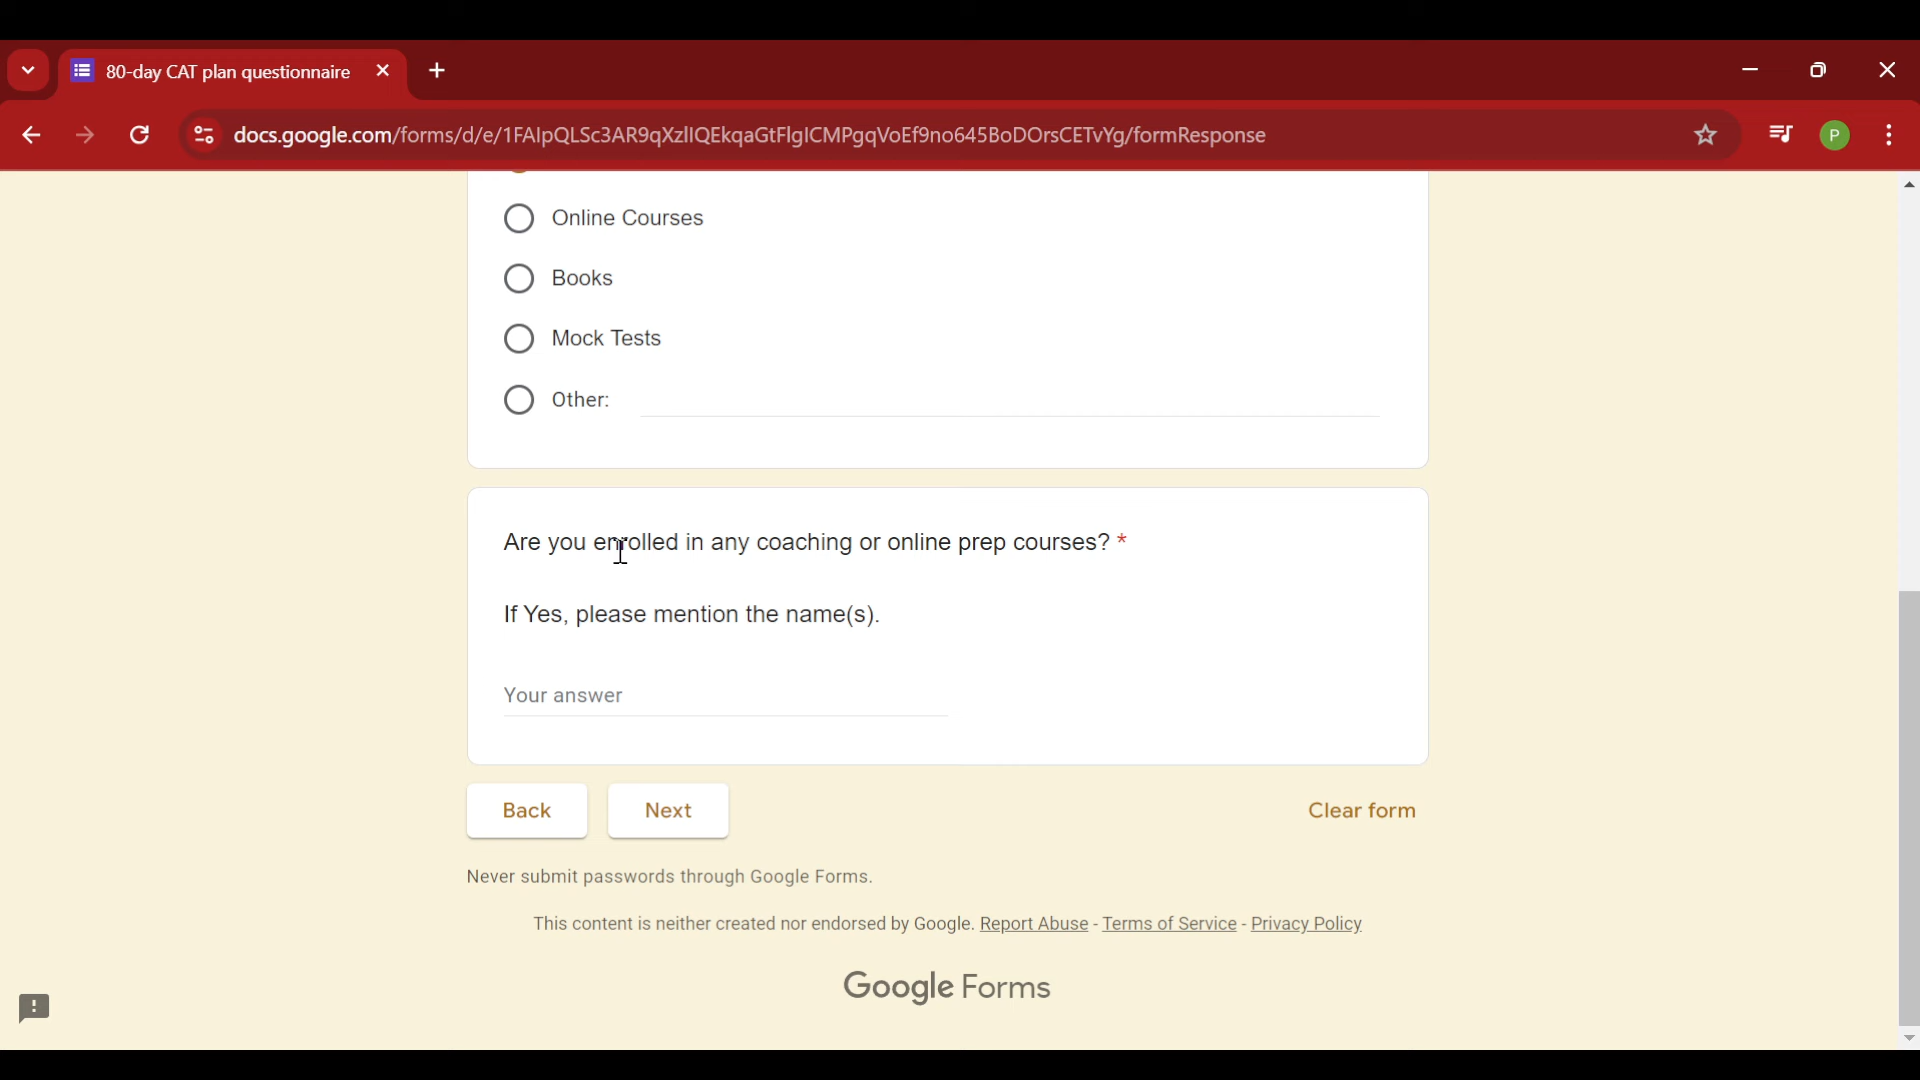 80-day CAT plan questionnaire
docs.google.com/forms/d/e/1FAIpQLSc3AR9qXzlIQEkqaGtFlgICMPgqVoEf9no645BoDOrsCETvYg/formResponse
P
Online Courses
Books
Mock Tests
Other:
Are you enrolled in any coaching or online prep courses? *
If Yes, please mention the name(s).
Your answer
Back
Next
Clear form
Never submit passwords through Google Forms.
This content is neither created nor endorsed by Google. Report Abuse - Terms of Service - Privacy Policy
Google Forms